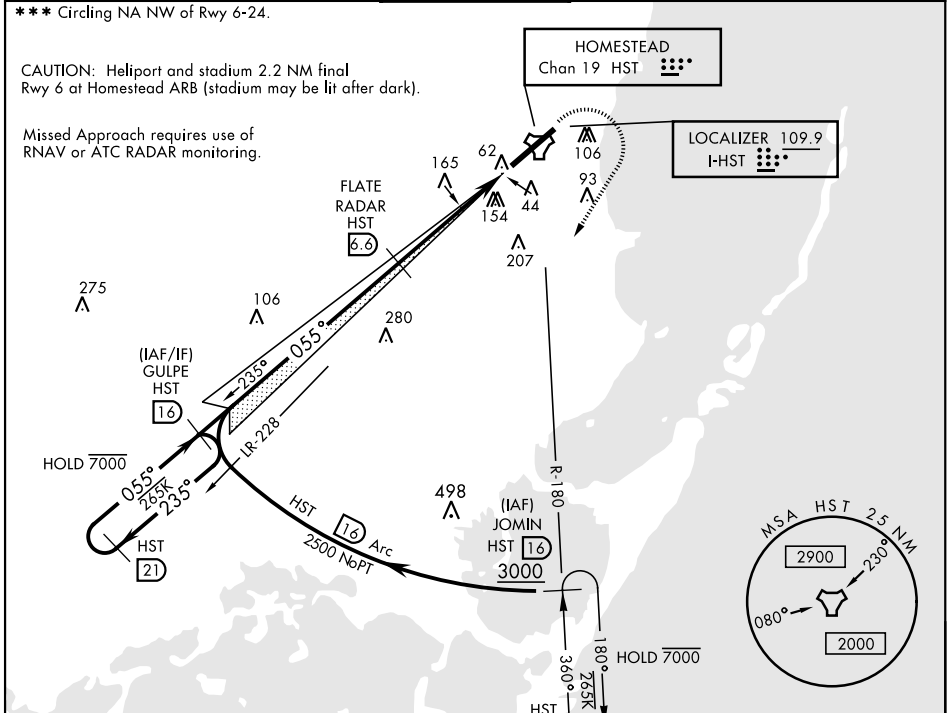 *** Circling NA NW of Rwy 6-24.
CAUTION: Heliport and stadium 2.2 NM final
Rwy 6 at Homestead ARB (stadium may be lit after dark).
Missed Approach requires use of
RNAV or ATC RADAR monitoring.
HOMESTEAD
Chan 19 HST
LOCALIZER 109.9
I-HST
106
62
165
93
44
154
207
FLATE
RADAR
HST
6.6
275
106
280
055°
235°
(IAF/IF)
GULPE
HST
16
LR-228
HOLD 7000
055°
265K
235°
HST
21
HST 16 Arc
2500 NoPT
498
R-180
(IAF)
JOMIN
HST 16
3000
360°
180°
265K
HOLD 7000
HST
MSA HST 25 NM
2900
230°
080°
2000